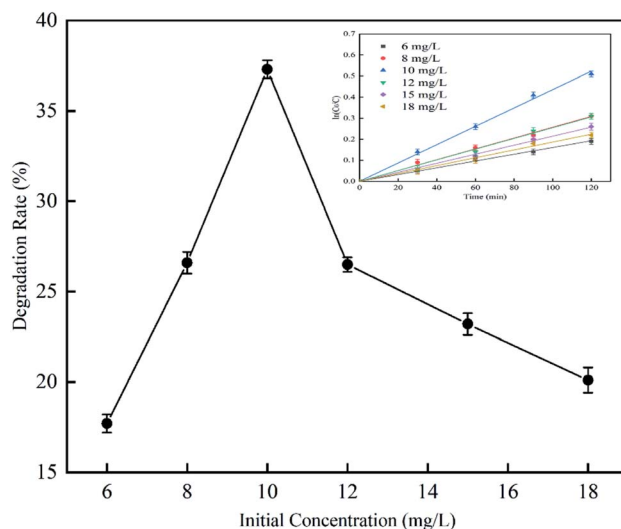 40
35
30
25
20
15
6
8
10
12
14
16
18
Degradation Rate (%)
Initial Concentration (mg/L)
0.7
0.6
0.5
0.4
0.3
0.2
0.1
0.0
0
20
40
60
80
100
120
ln(C₀/C)
Time (min)
6 mg/L
8 mg/L
10 mg/L
12 mg/L
15 mg/L
18 mg/L